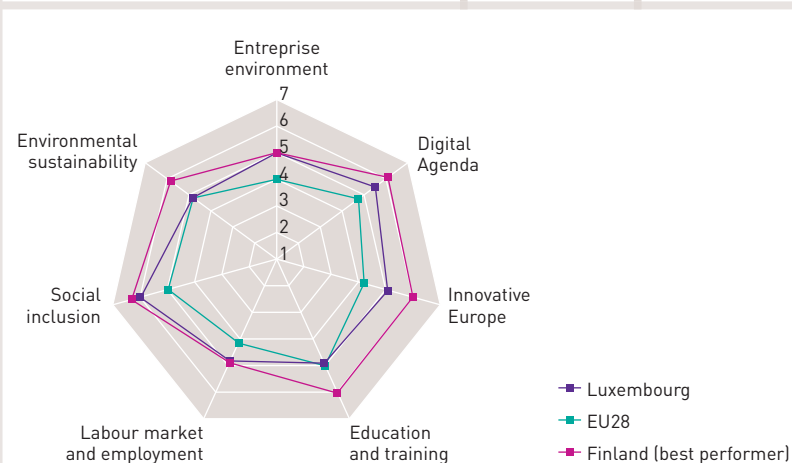 Entreprise
environment
7
6
5
4
3
2
1
Environmental
sustainability
Digital
Agenda
Social
inclusion
Innovative
Europe
Labour market
and employment
Education
and training
Luxembourg
EU28
Finland (best performer)